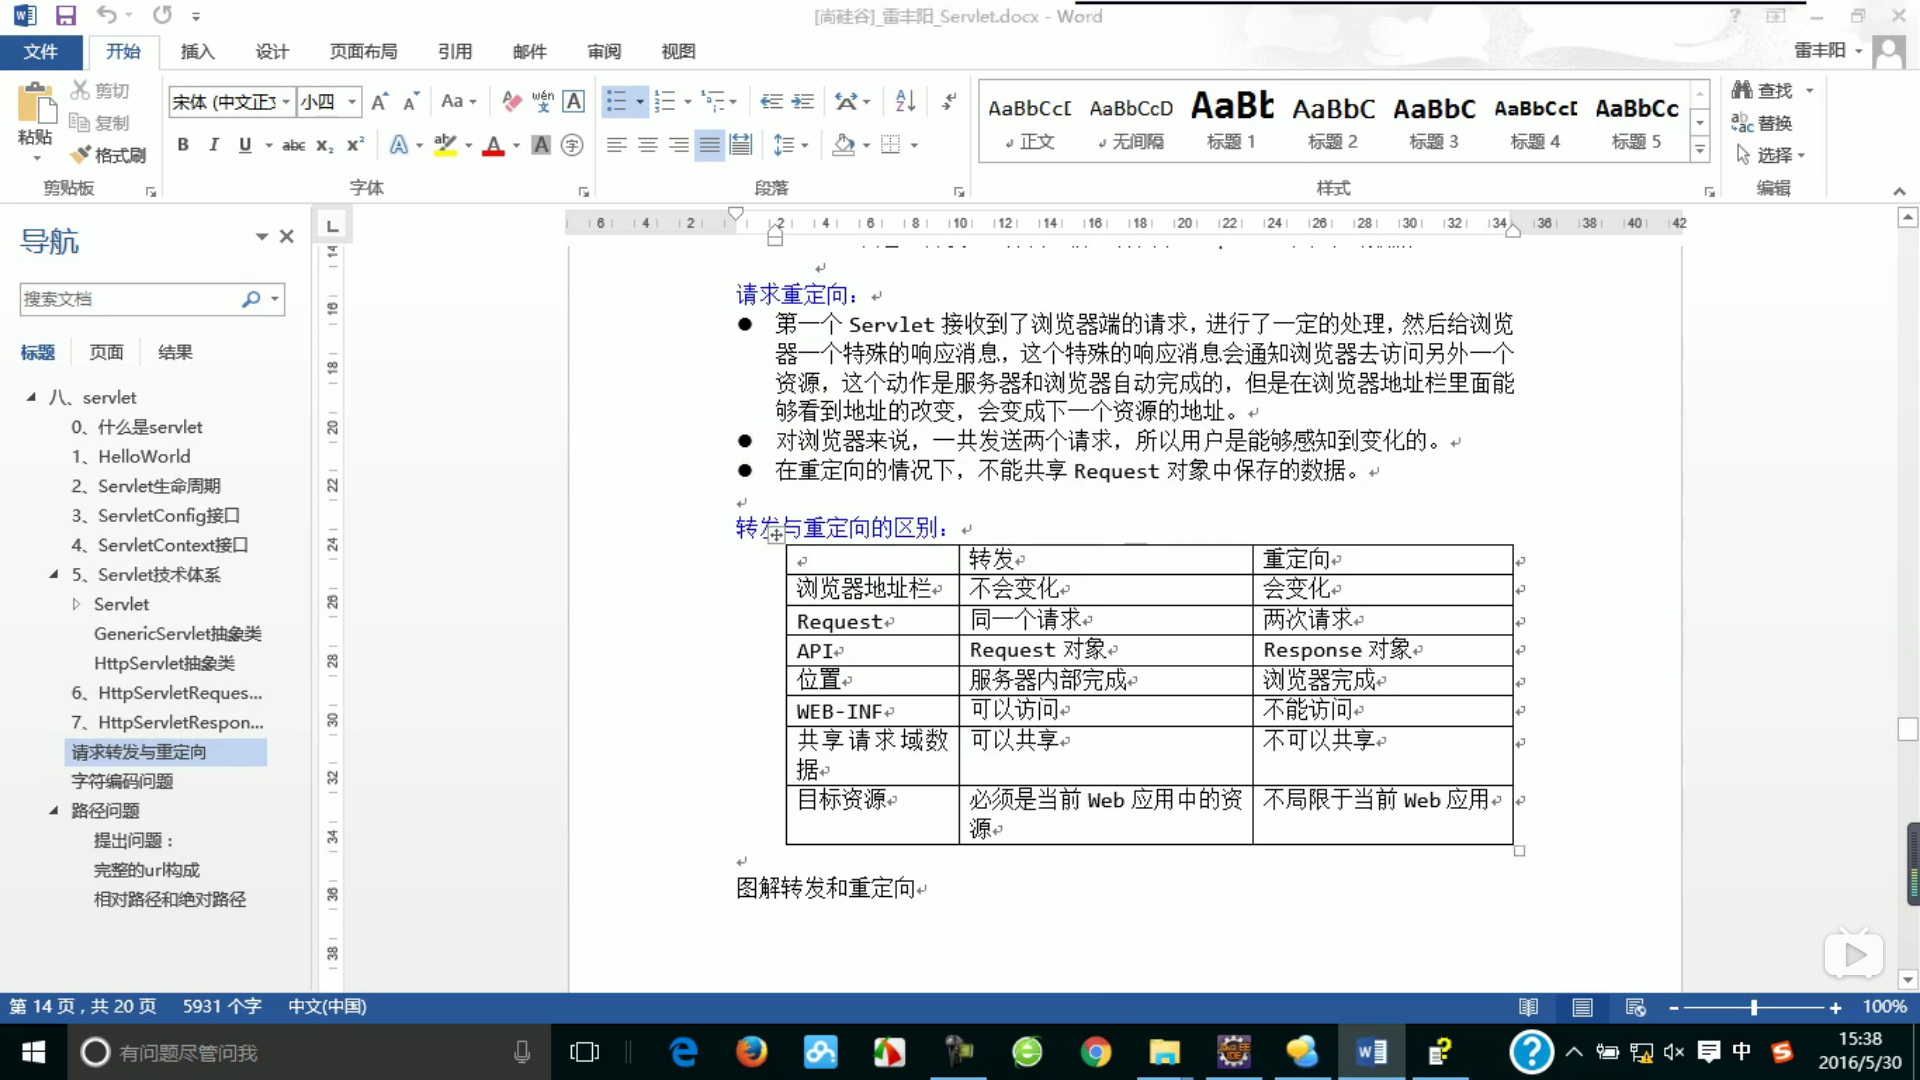 [尚硅谷]_雷丰阳_Servlet.docx - Word
文件 开始 插入 设计 页面布局 引用 邮件 审阅 视图 雷丰阳
粘贴 剪切 复制 格式刷 剪贴板
宋体 (中文正文 小四 字体
段落
AaBbCcD AaBbCcD AaBb AaBbC AaBbC AaBbCcD AaBbCc
正文 无间隔 标题 1 标题 2 标题 3 标题 4 标题 5
样式
查找 替换 选择 编辑
导航
搜索文档
标题 页面 结果
八、servlet
0、什么是servlet
1、HelloWorld
2、Servlet生命周期
3、ServletConfig接口
4、ServletContext接口
5、Servlet技术体系
Servlet
GenericServlet抽象类
HttpServlet抽象类
6、HttpServletReques...
7、HttpServletRespon...
请求转发与重定向
字符编码问题
路径问题
提出问题：
完整的url构成
相对路径和绝对路径
请求重定向：
● 第一个 Servlet 接收到了浏览器端的请求，进行了一定的处理，然后给浏览
器一个特殊的响应消息，这个特殊的响应消息会通知浏览器去访问另外一个
资源，这个动作是服务器和浏览器自动完成的，但是在浏览器地址栏里面能
够看到地址的改变，会变成下一个资源的地址。
● 对浏览器来说，一共发送两个请求，所以用户是能够感知到变化的。
● 在重定向的情况下，不能共享 Request 对象中保存的数据。
转发与重定向的区别：
转发 重定向
浏览器地址栏 不会变化 会变化
Request 同一个请求 两次请求
API Request 对象 Response 对象
位置 服务器内部完成 浏览器完成
WEB-INF 可以访问 不能访问
共享请求域数据 可以共享 不可以共享
目标资源 必须是当前 Web 应用中的资源 不局限于当前 Web 应用
图解转发和重定向
第 14 页，共 20 页 5931 个字 中文(中国) 100%
有问题尽管问我
中
15:38
2016/5/30